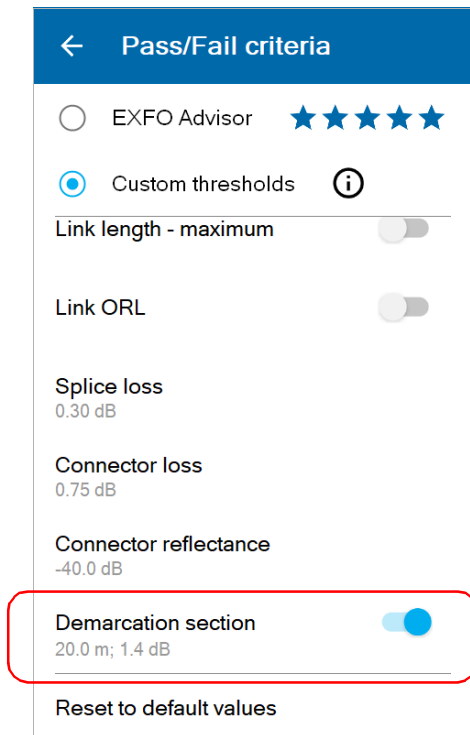 Pass/Fail criteria
EXFO Advisor
Custom thresholds
Link length - maximum
Link ORL
Splice loss
0.30 dB
Connector loss
0.75 dB
Connector reflectance
-40.0 dB
Demarcation section
20.0 m; 1.4 dB
Reset to default values